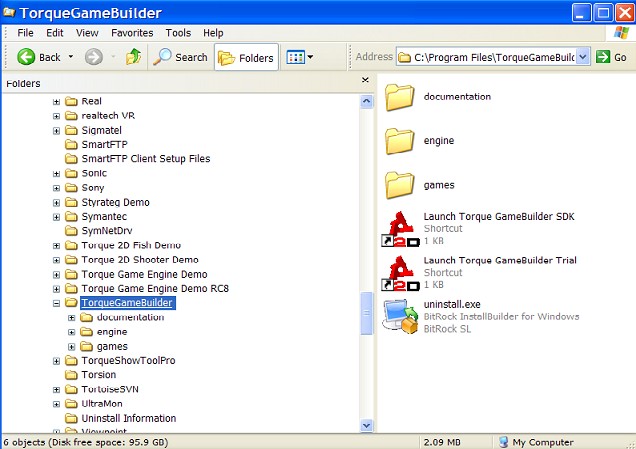 TorqueGameBuilder
File Edit View Favorites Tools Help
Back Search Folders Address C:\Program Files\TorqueGameBuild Go
Folders
Real
realtech VR
Sigmatel
SmartFTP
SmartFTP Client Setup Files
Sonic
Sony
Styrateq Demo
Symantec
SymNetDrv
Torque 2D Fish Demo
Torque 2D Shooter Demo
Torque Game Engine Demo
Torque Game Engine Demo RC8
TorqueGameBuilder
documentation
engine
games
TorqueShowToolPro
Torsion
TortoiseSVN
UltraMon
Uninstall Information
Viewpoint
documentation
engine
games
Launch Torque GameBuilder SDK
Shortcut
1 KB
Launch Torque GameBuilder Trial
Shortcut
1 KB
uninstall.exe
BitRock InstallBuilder for Windows
BitRock SL
6 objects (Disk free space: 95.9 GB) 2.09 MB My Computer